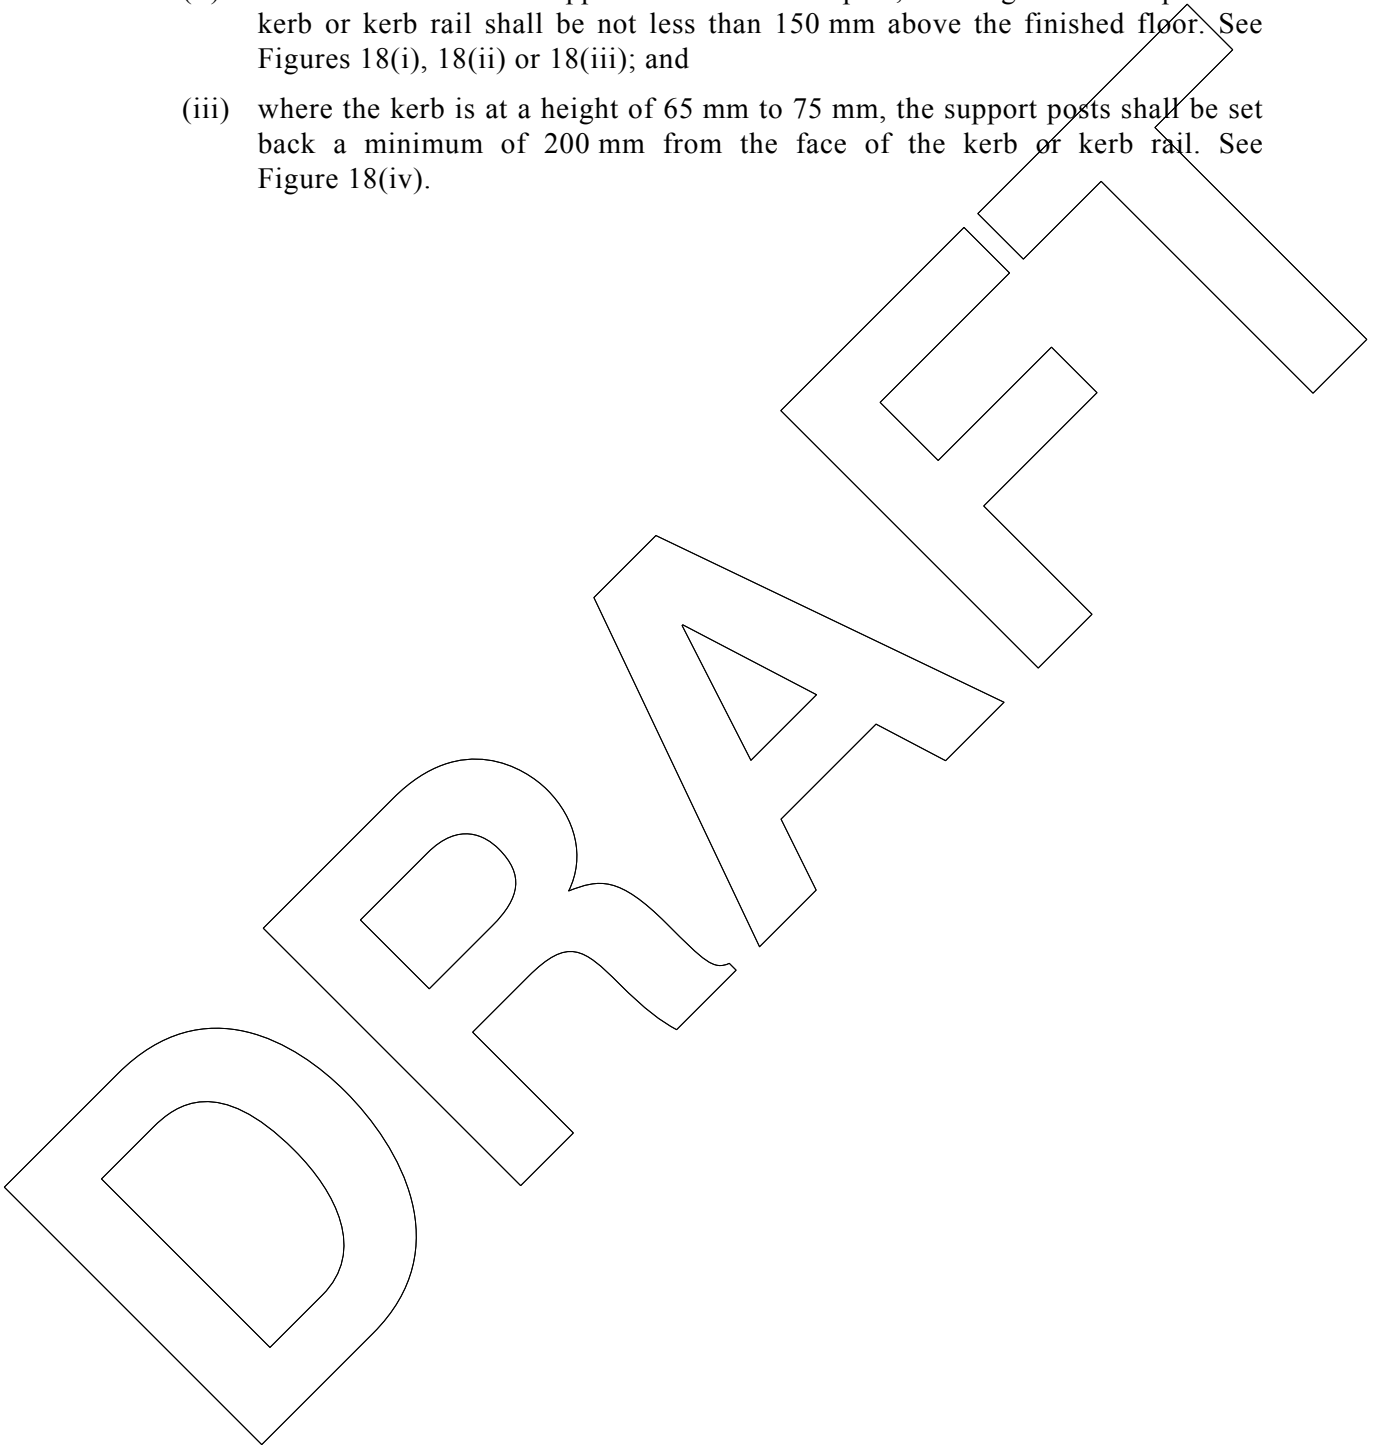 kerb or kerb rail shall be not less than 150 mm above the finished floor. See
Figures 18(i), 18(ii) or 18(iii); and
(iii) where the kerb is at a height of 65 mm to 75 mm, the support posts shall be set
back a minimum of 200 mm from the face of the kerb or kerb rail. See
Figure 18(iv).
DRAFT